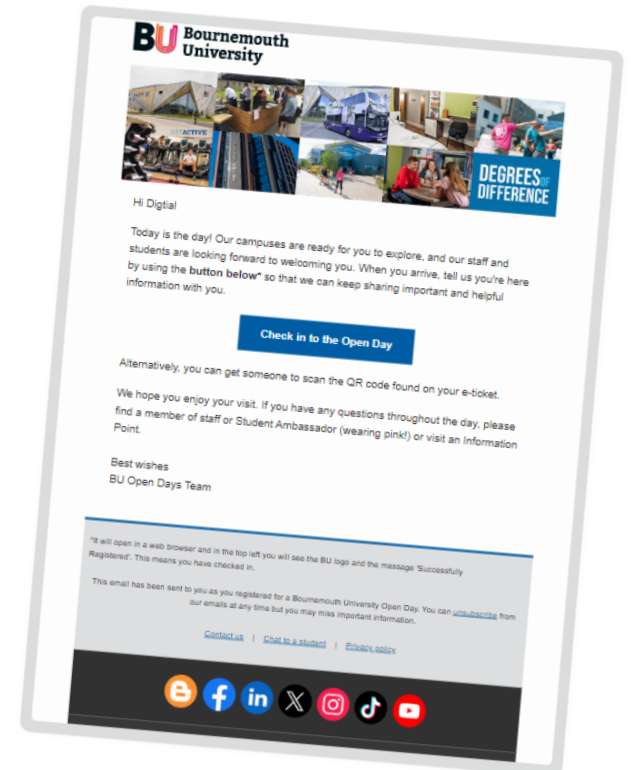 BU Bournemouth
University
GETACTIVE
DEGREES OF
DIFFERENCE
Hi Digtial
Today is the day! Our campuses are ready for you to explore, and our staff and
students are looking forward to welcoming you. When you arrive, tell us you're here
by using the button below* so that we can keep sharing important and helpful
information with you.
Check in to the Open Day
Alternatively, you can get someone to scan the QR code found on your e-ticket.
We hope you enjoy your visit. If you have any questions throughout the day, please
find a member of staff or Student Ambassador (wearing pink!) or visit an Information
Point.
Best wishes
BU Open Days Team
*It will open in a web browser and in the top left you will see the BU logo and the message 'Successfully
Registered'. This means you have checked in.
This email has been sent to you as you registered for a Bournemouth University Open Day. You can unsubscribe from
our emails at any time but you may miss important information.
Contact us | Chat to a student | Privacy policy